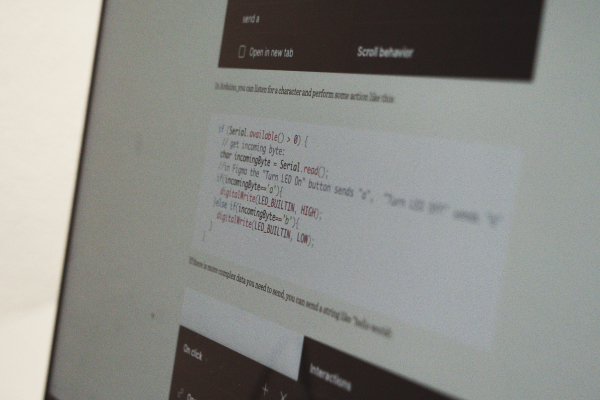 send a
Open in new tab
Scroll behavior
In Arduino, you can listen for a character and perform some action like this:
if (Serial.available() > 0) {
// get incoming byte:
char incomingByte = Serial.read();
//in Figma the "Turn LED On" button sends "a", "Turn LED Off" sends "b"
if(incomingByte=='a'){
digitalWrite(LED_BUILTIN, HIGH);
}else if(incomingByte=='b'){
digitalWrite(LED_BUILTIN, LOW);
}
}
If there is more complex data you need to send, you can send a string like "hello world!
On click
Interactions